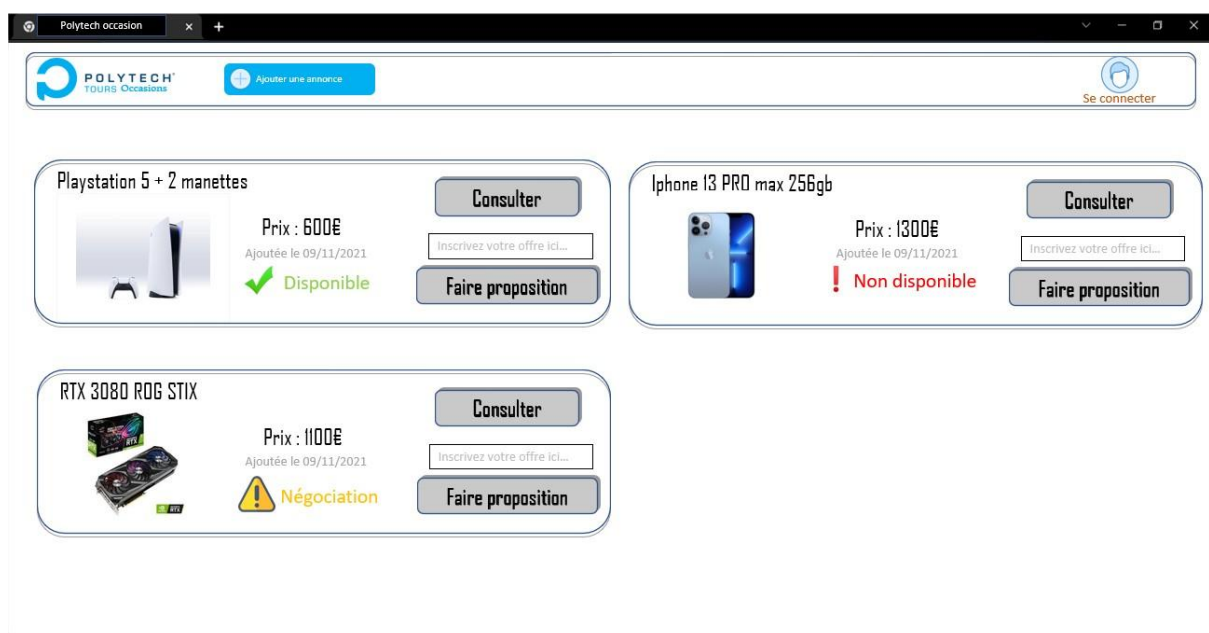 Polytech occasion
POLYTECH
TOURS Occasions
Ajouter une annonce
Se connecter
Playstation 5 + 2 manettes
Prix : 600€
Ajoutée le 09/11/2021
Disponible
Consulter
Inscrivez votre offre ici...
Faire proposition
Iphone 13 PRO max 256gb
Prix : 1300€
Ajoutée le 09/11/2021
Non disponible
Consulter
Inscrivez votre offre ici...
Faire proposition
RTX 3080 ROG STIX
Prix : 1100€
Ajoutée le 09/11/2021
Négociation
Consulter
Inscrivez votre offre ici...
Faire proposition